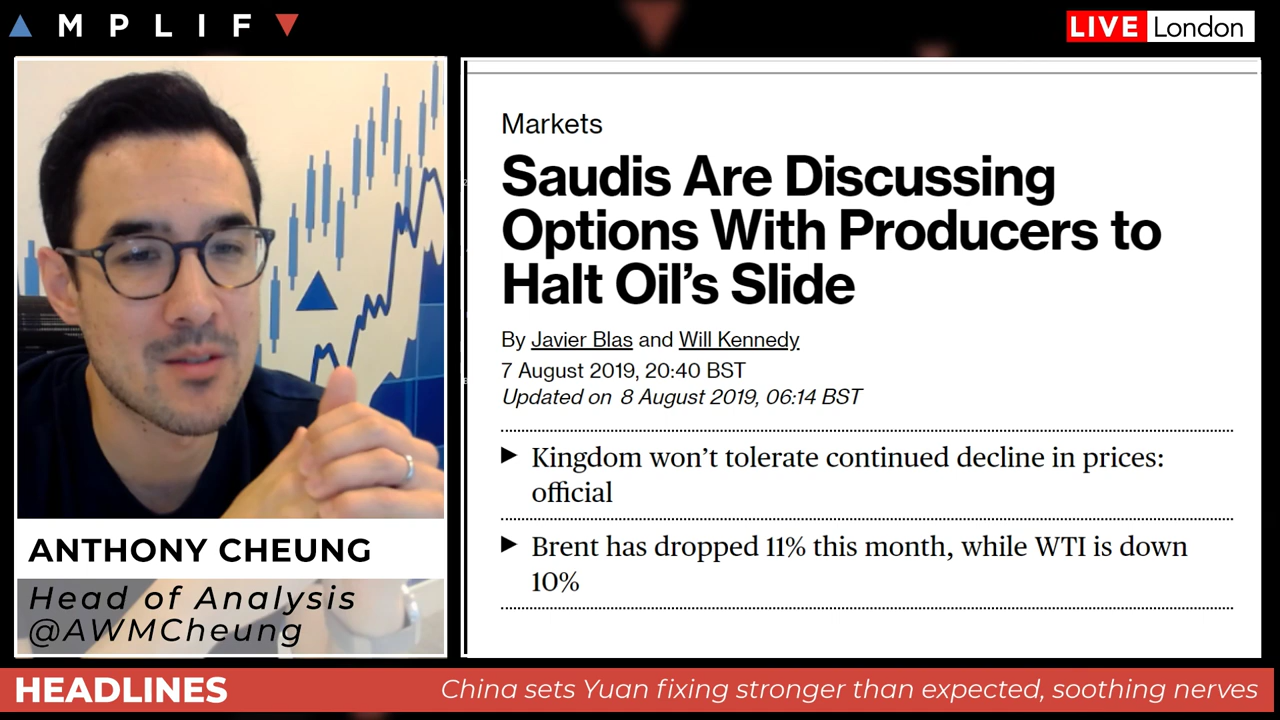 MPLIF
LIVE London
Markets
Saudis Are Discussing
Options With Producers to
Halt Oil's Slide
By Javier Blas and Will Kennedy
7 August 2019, 20:40 BST
Updated on 8 August 2019, 06:14 BST
Kingdom won't tolerate continued decline in prices:
official
Brent has dropped 11% this month, while WTI is down
10%
ANTHONY CHEUNG
Head of Analysis
@AWMCheung
HEADLINES
China sets Yuan fixing stronger than expected, soothing nerves